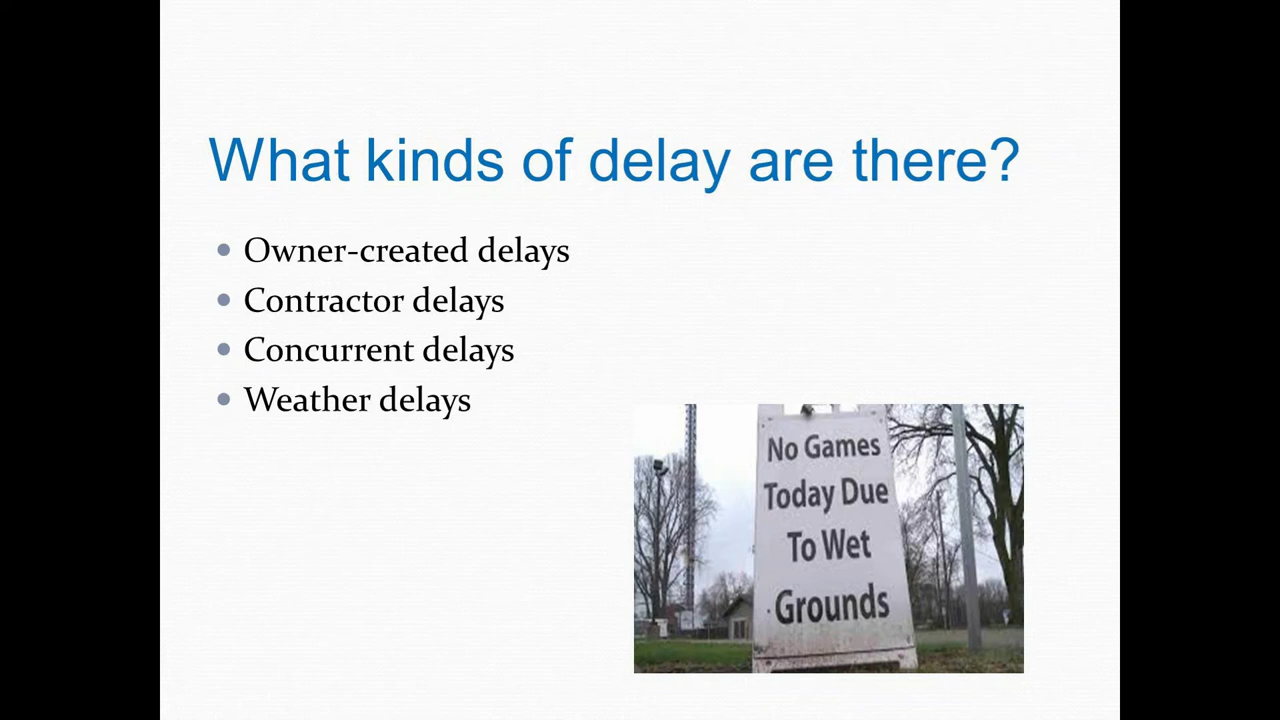 What kinds of delay are there?
Owner-created delays
Contractor delays
Concurrent delays
Weather delays
No Games
Today Due
To Wet
Grounds